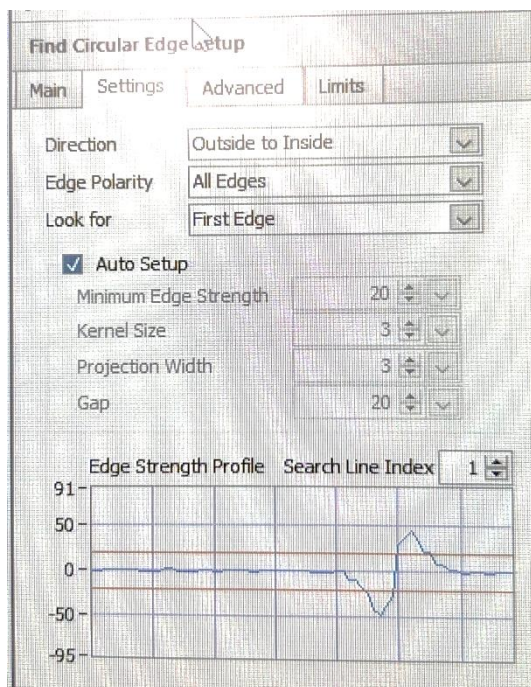 Find Circular Edge Setup
Main Settings Advanced Limits
Direction Outside to Inside
Edge Polarity All Edges
Look for First Edge
Auto Setup
Minimum Edge Strength 20
Kernel Size 3
Projection Width 3
Gap 20
Edge Strength Profile Search Line Index 1
91
50
0
-50
-95